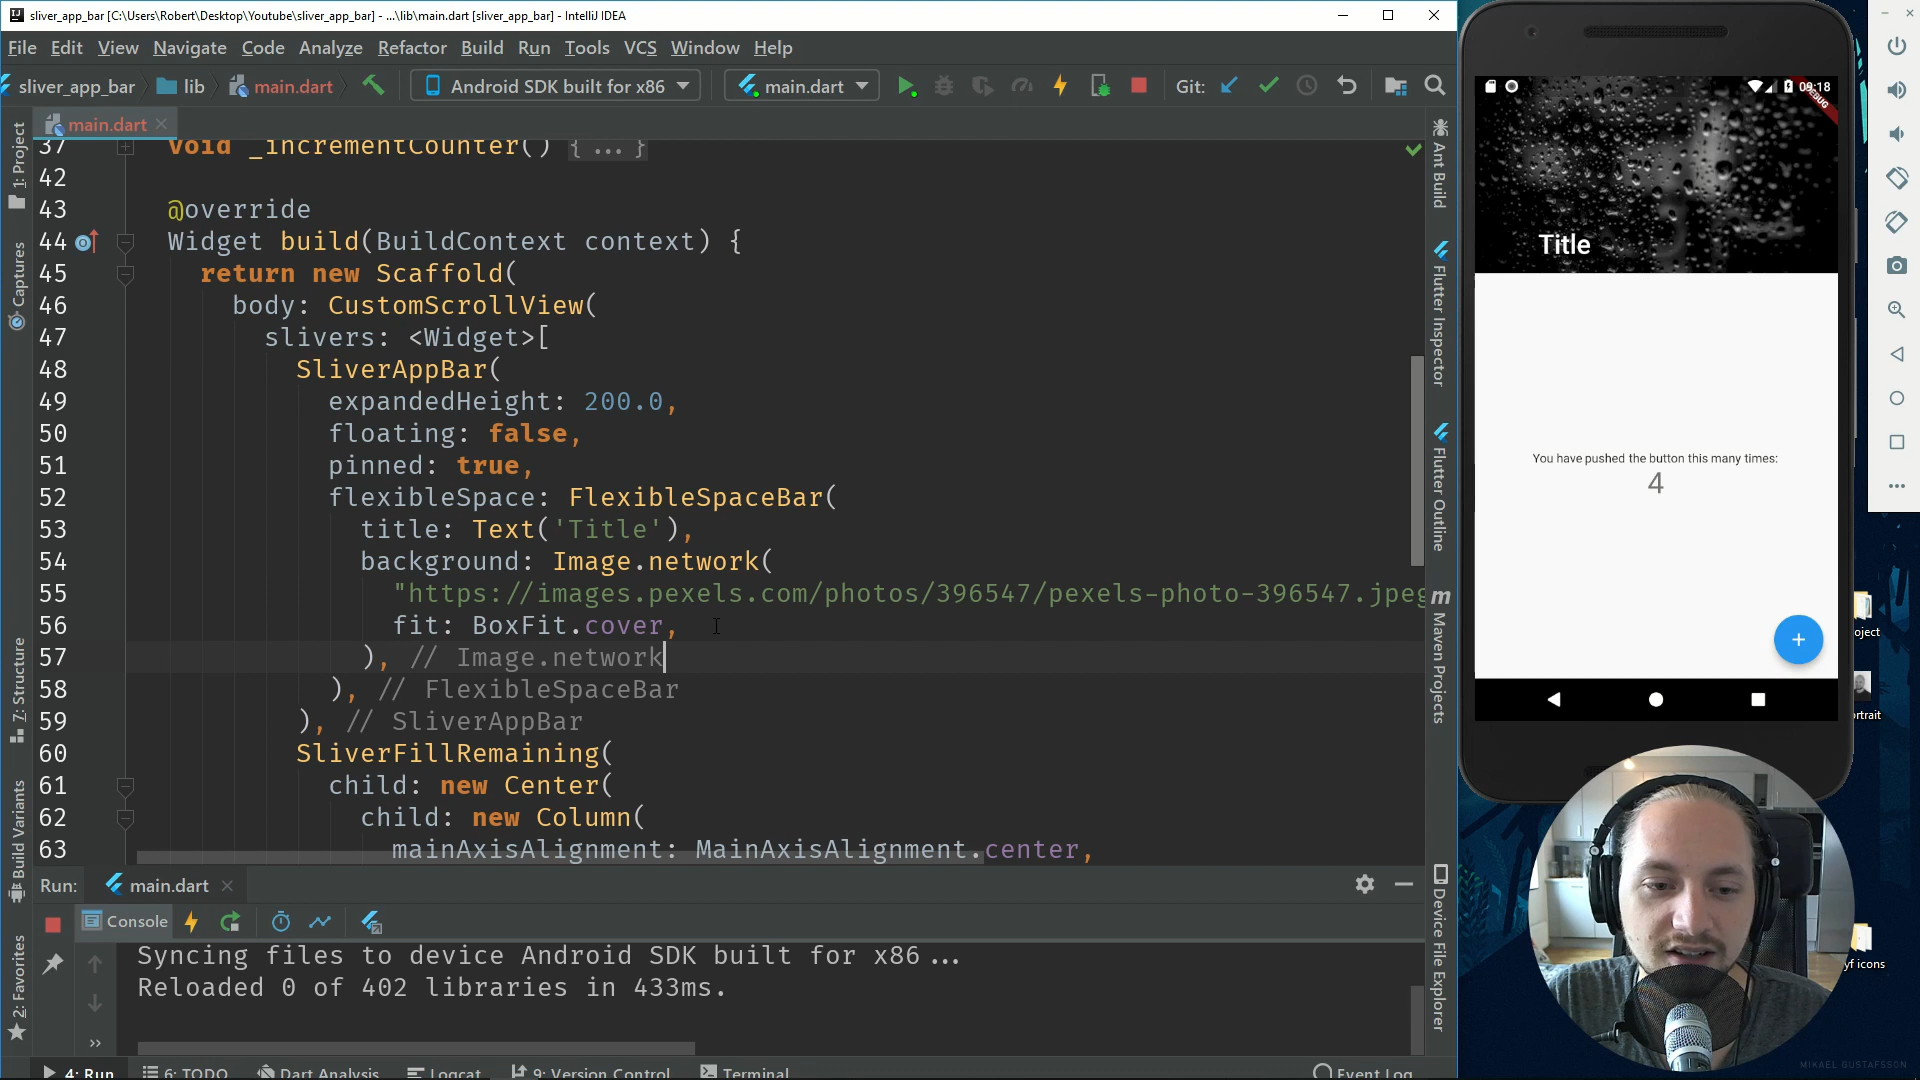 sliver_app_bar [C:\Users\Robert\Desktop\Youtube\sliver_app_bar] - ...\lib\main.dart [sliver_app_bar] - IntelliJ IDEA
File Edit View Navigate Code Analyze Refactor Build Run Tools VCS Window Help
sliver_app_bar lib main.dart Android SDK built for x86 main.dart Git:
main.dart
37 void _incrementCounter() { ... }
42
43 @override
44 Widget build(BuildContext context) {
45 return new Scaffold(
46 body: CustomScrollView(
47 slivers: <Widget>[
48 SliverAppBar(
49 expandedHeight: 200.0,
50 floating: false,
51 pinned: true,
52 flexibleSpace: FlexibleSpaceBar(
53 title: Text('Title'),
54 background: Image.network(
55 "https://images.pexels.com/photos/396547/pexels-photo-396547.jpeg
56 fit: BoxFit.cover,
57 ), // Image.network
58 ), // FlexibleSpaceBar
59 ), // SliverAppBar
60 SliverFillRemaining(
61 child: new Center(
62 child: new Column(
63 mainAxisAlignment: MainAxisAlignment.center,
Run: main.dart
Console
Syncing files to device Android SDK built for x86...
Reloaded 0 of 402 libraries in 433ms.
4: Run 6: TODO Dart Analysis Logcat 9: Version Control Terminal Event Log
1: Project
Captures
7: Structure
Build Variants
2: Favorites
Ant Build
Flutter Inspector
Flutter Outline
Maven Projects
Device File Explorer
09:18
DEBUG
Title
You have pushed the button this many times:
4
oject
ortrait
yf icons
MIKAEL GUSTAFSSON